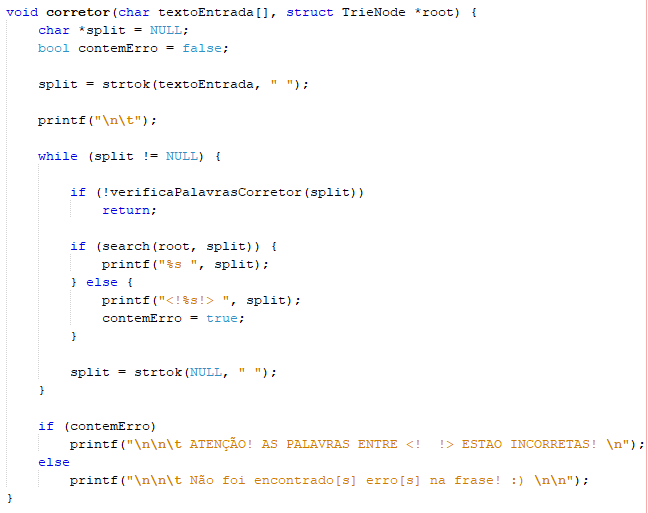 void corretor(char textoEntrada[], struct TrieNode *root) {
    char *split = NULL;
    bool contemErro = false;

    split = strtok(textoEntrada, " ");

    printf("\n\t");

    while (split != NULL) {

        if (!verificaPalavrasCorretor(split))
            return;

        if (search(root, split)) {
            printf("%s ", split);
        } else {
            printf("<!%s!> ", split);
            contemErro = true;
        }

        split = strtok(NULL, " ");
    }

    if (contemErro)
        printf("\n\n\t ATENÇÃO! AS PALAVRAS ENTRE <!  !> ESTAO INCORRETAS! \n");
    else
        printf("\n\n\t Não foi encontrado[s] erro[s] na frase! :) \n\n");
}